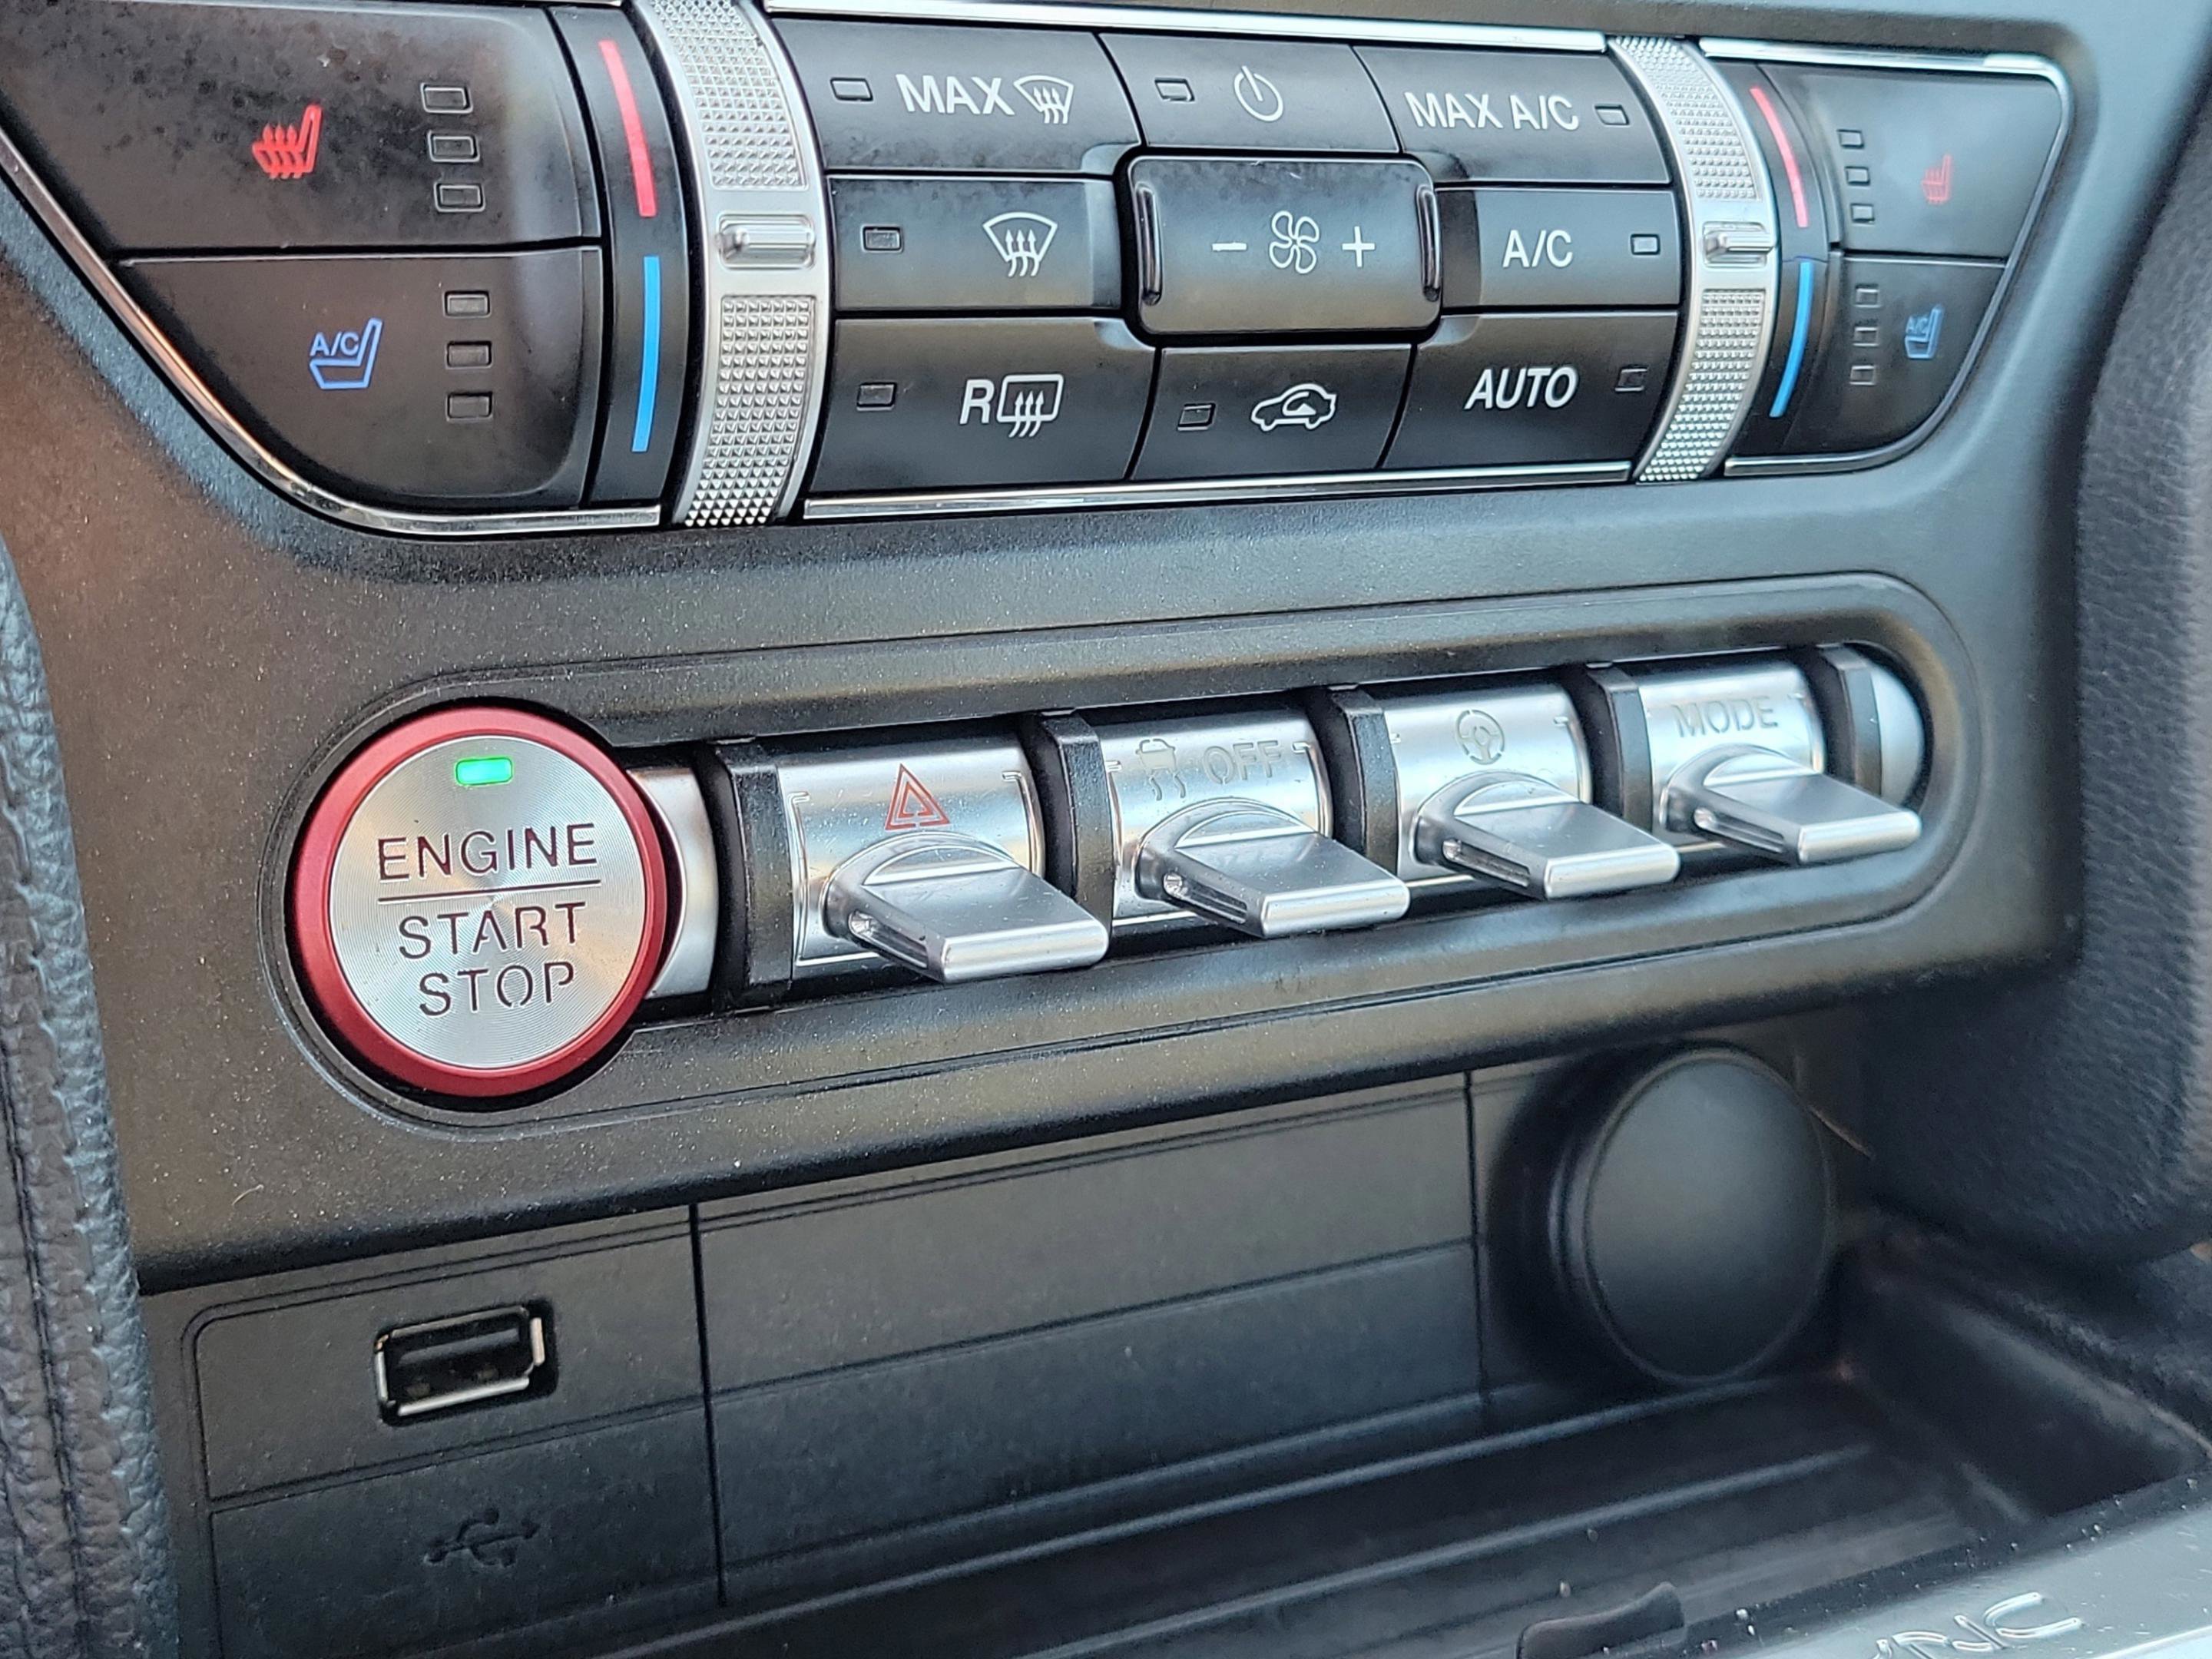 MAX
MAX A/C
A/C
- +
A/C
A/C
R
AUTO
OFF
MODE
ENGINE
START
STOP